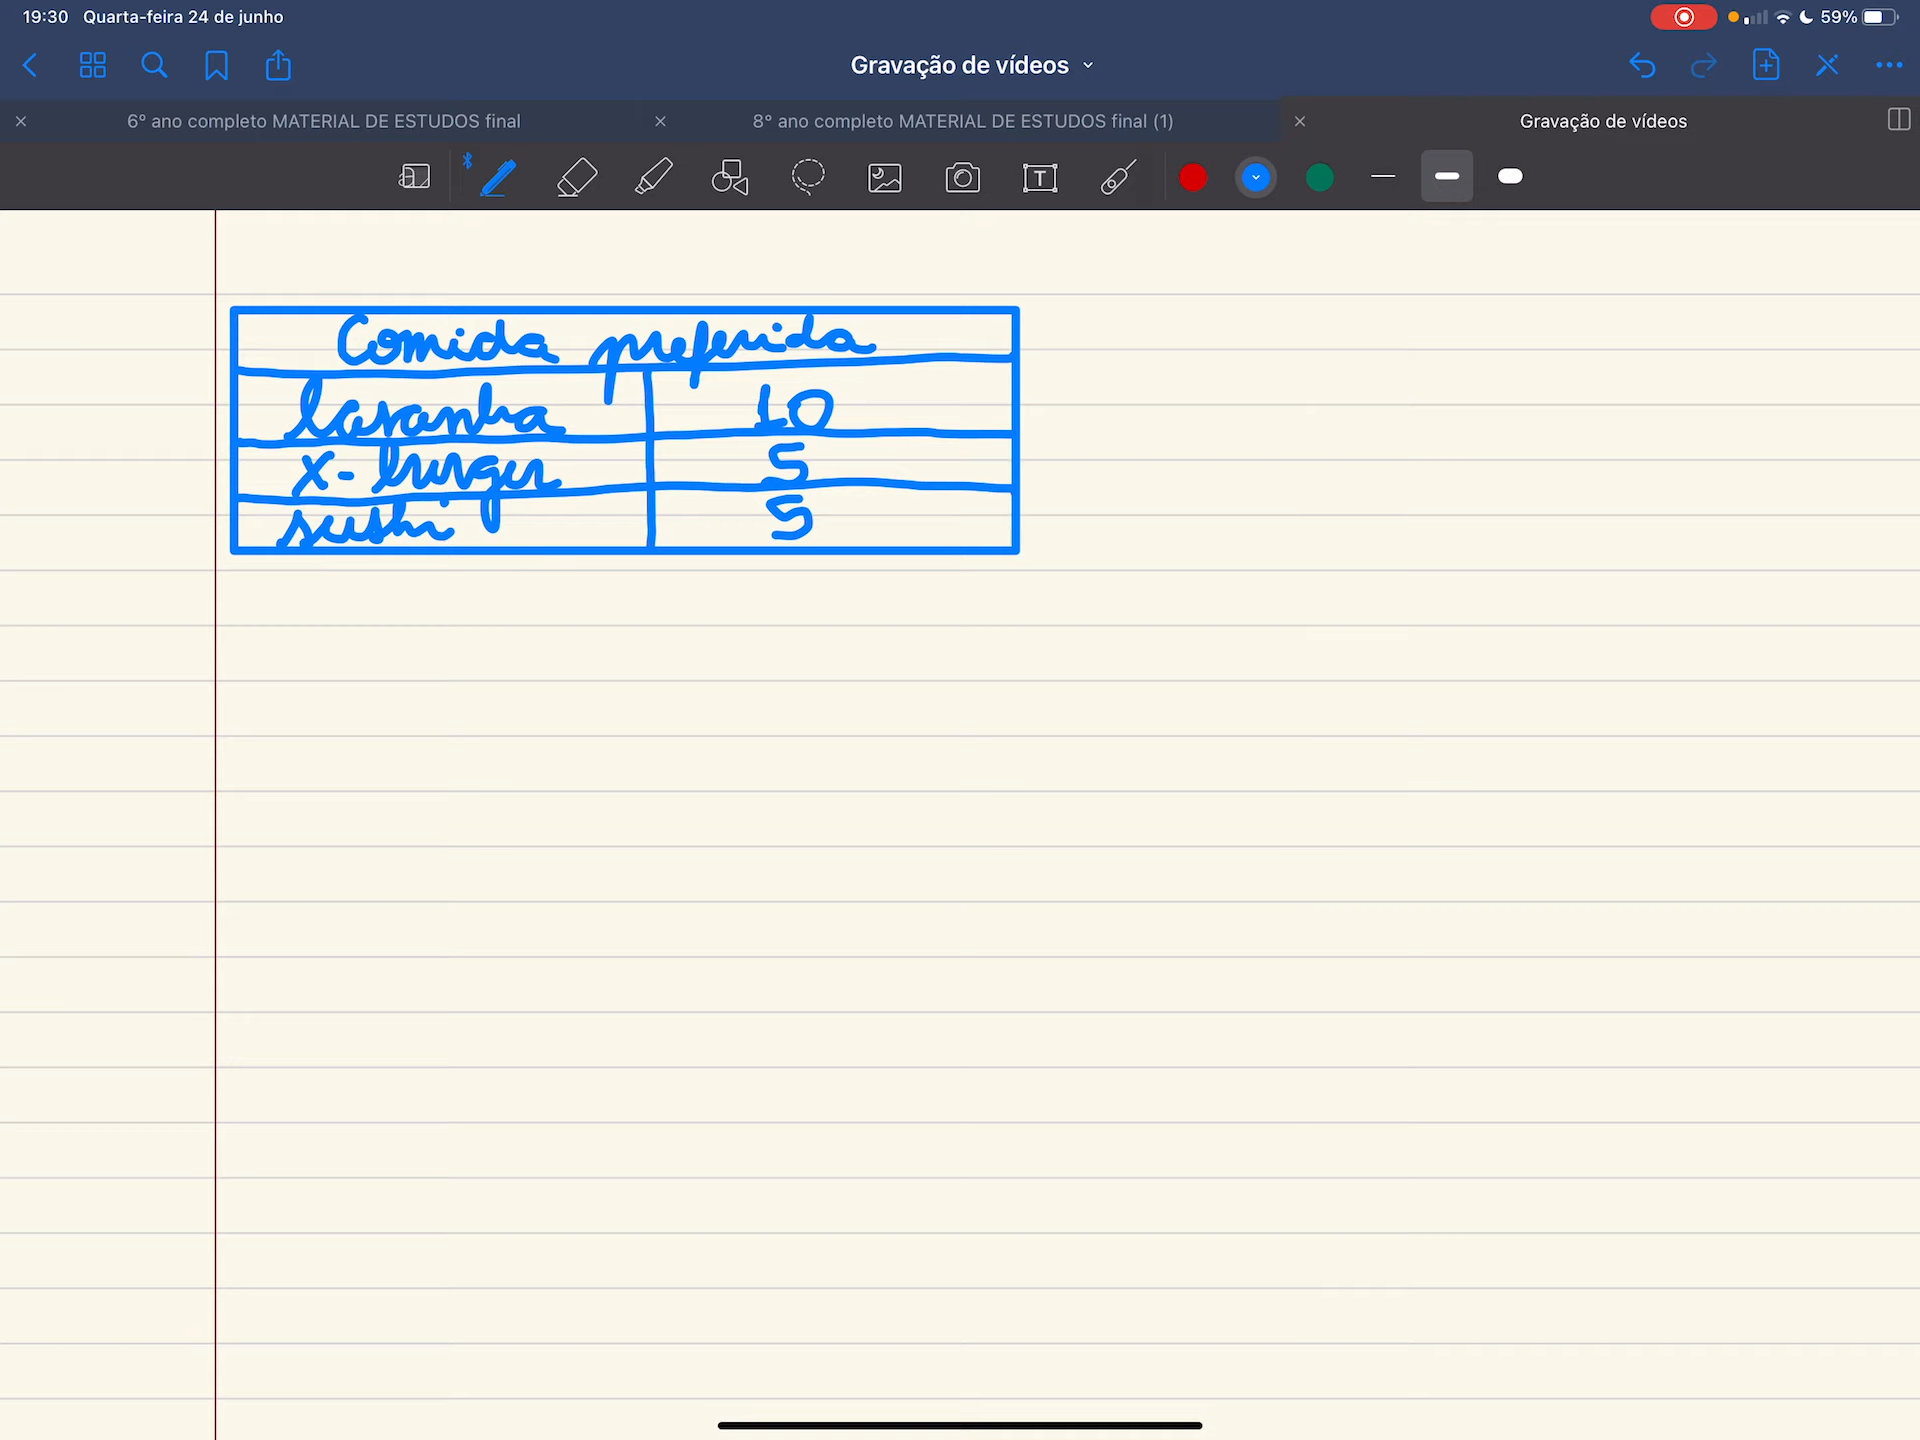 19:30 Quarta-feira 24 de junho 59%
Gravação de vídeos
6º ano completo MATERIAL DE ESTUDOS final 8º ano completo MATERIAL DE ESTUDOS final (1) Gravação de vídeos
Comida preferida
lasanha 10
x-burger 5
sushi 5